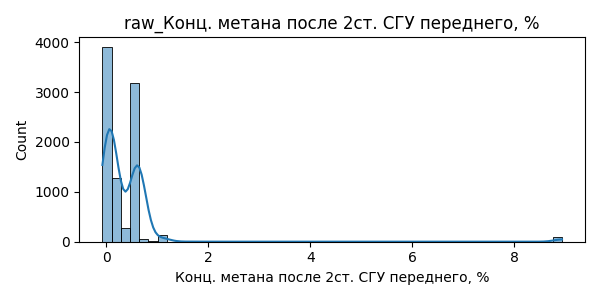 raw_Конц. метана после 2ст. СГУ переднего, %
4000
3000
2000
1000
0
Count
0 2 4 6 8
Конц. метана после 2ст. СГУ переднего, %